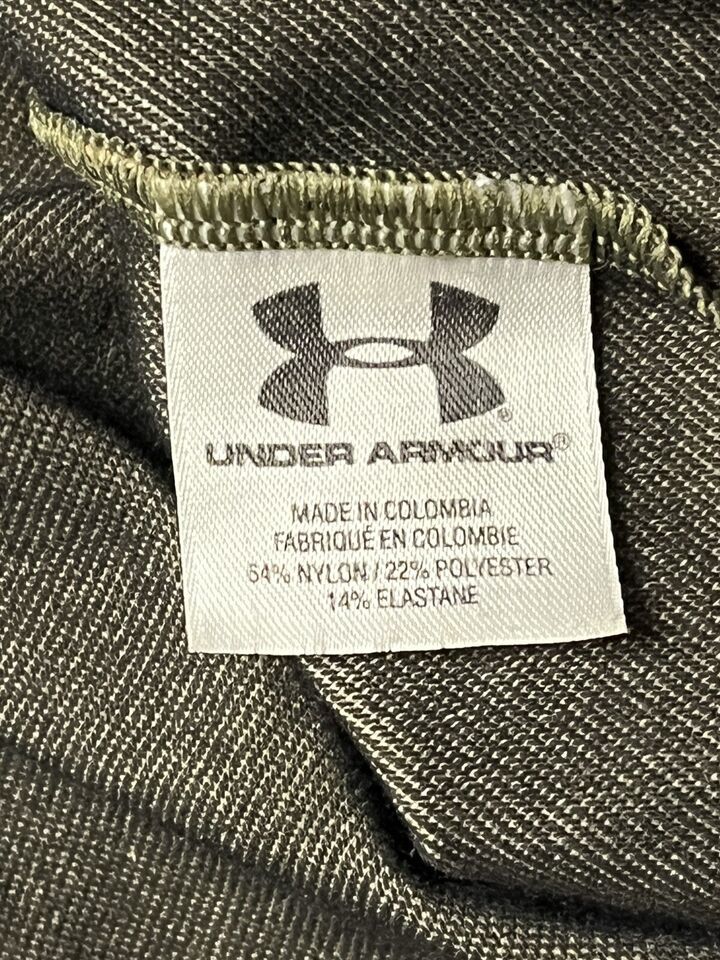 UNDER ARMOUR®
MADE IN COLOMBIA
FABRIQUÉ EN COLOMBIE
64% NYLON / 22% POLYESTER
14% ELASTANE